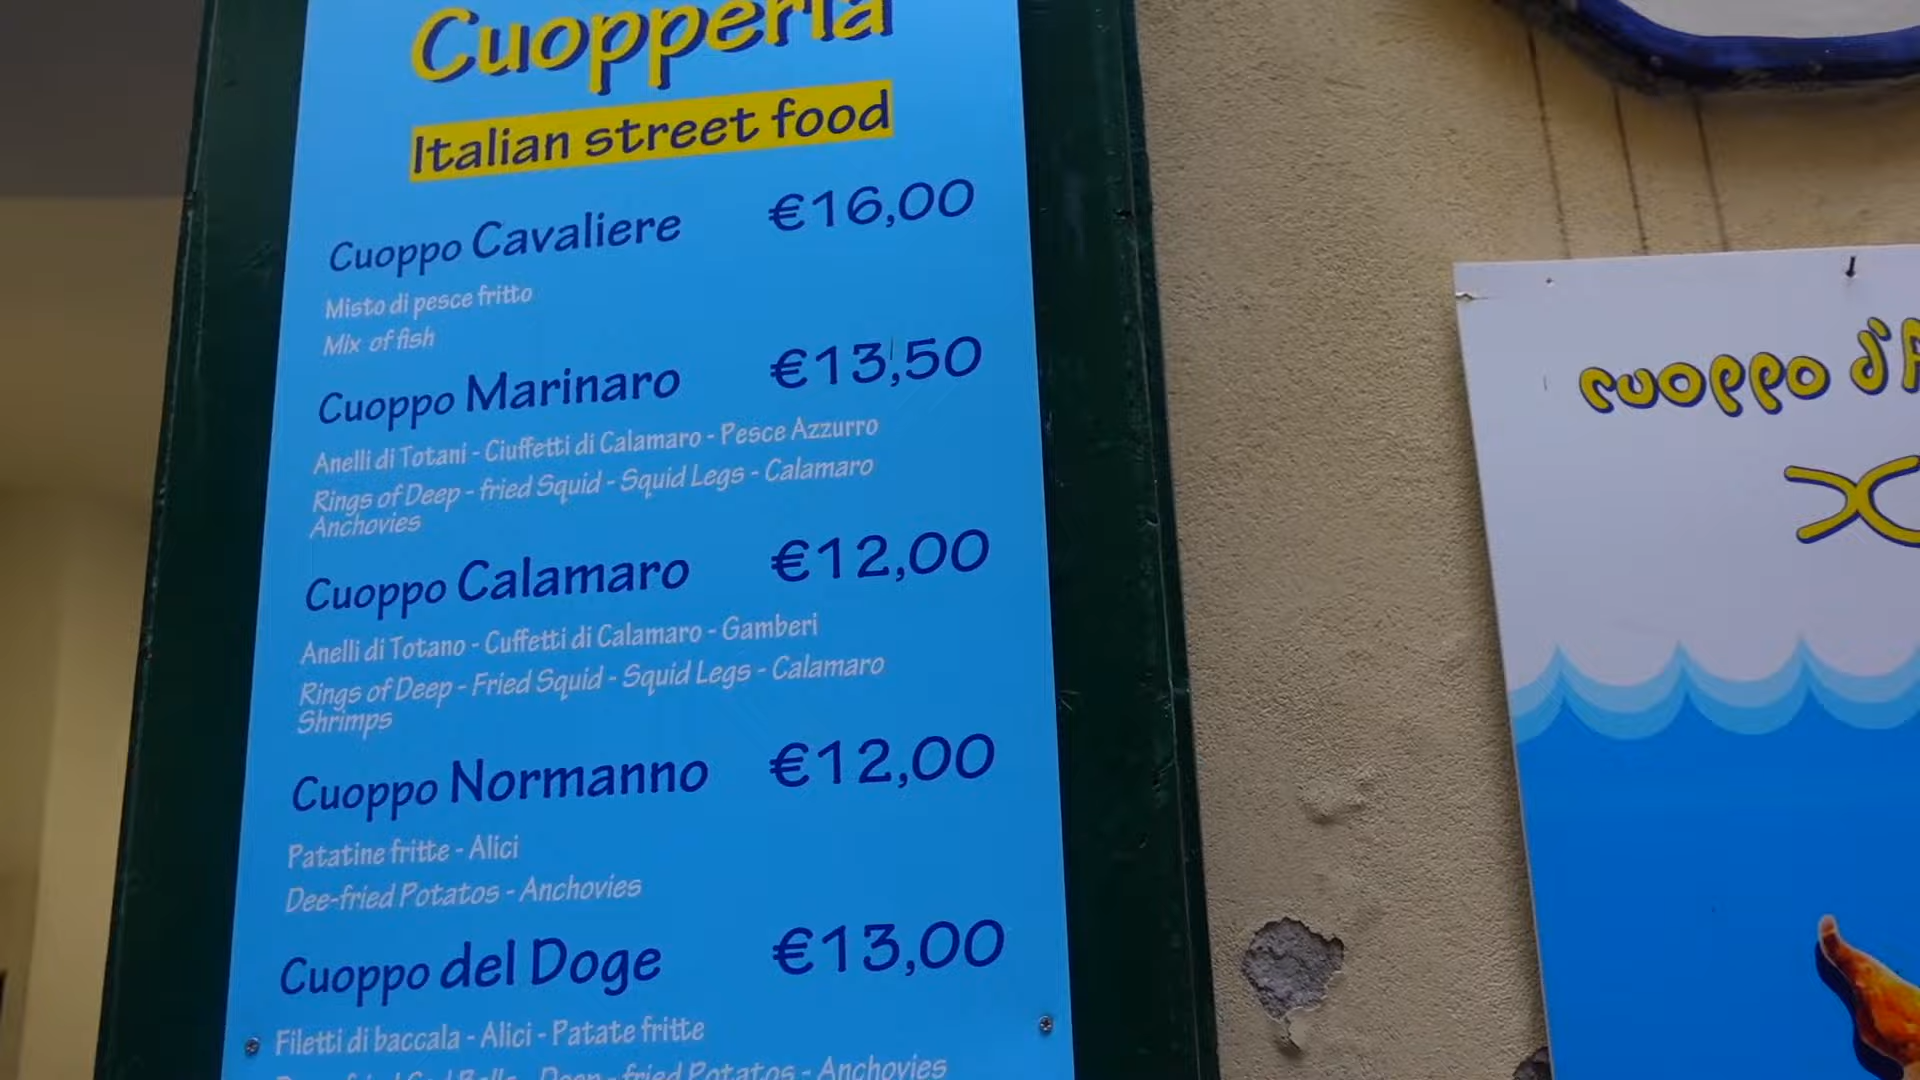 Cuopperia
Italian street food
Cuoppo Cavaliere €16,00
Misto di pesce fritto
Mix of fish
Cuoppo Marinaro €13,50
Anelli di Totani - Ciuffetti di Calamaro - Pesce Azzurro
Rings of Deep - fried Squid - Squid Legs - Calamaro
Anchovies
Cuoppo Calamaro €12,00
Anelli di Totano - Cuffetti di Calamaro - Gamberi
Rings of Deep - Fried Squid - Squid Legs - Calamaro
Shrimps
Cuoppo Normanno €12,00
Patatine fritte - Alici
Dee-fried Potatos - Anchovies
Cuoppo del Doge €13,00
Filetti di baccala - Alici - Patate fritte
Deep - fried Potatos - Anchovies
cuoppo